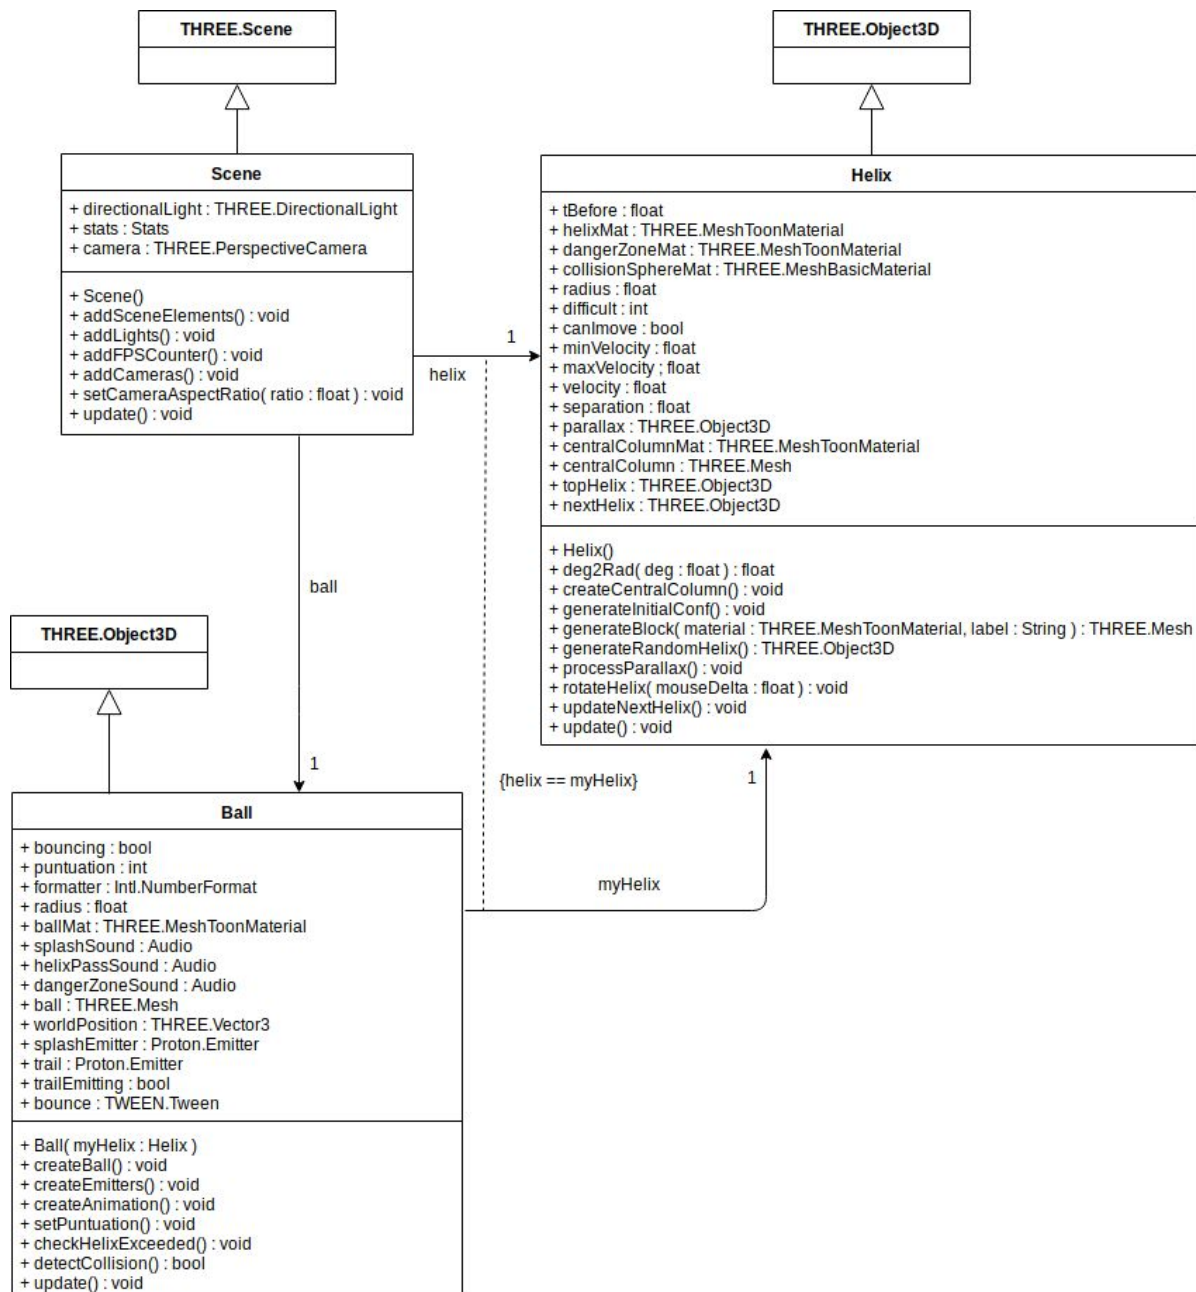 THREE.Scene
THREE.Object3D
Scene
+ directionalLight : THREE.DirectionalLight
+ stats : Stats
+ camera : THREE.PerspectiveCamera
+ Scene()
+ addSceneElements() : void
+ addLights() : void
+ addFPSCounter() : void
+ addCameras() : void
+ setCameraAspectRatio( ratio : float ) : void
+ update() : void
1
helix
Helix
+ tBefore : float
+ helixMat : THREE.MeshToonMaterial
+ dangerZoneMat : THREE.MeshToonMaterial
+ collisionSphereMat : THREE.MeshBasicMaterial
+ radius : float
+ difficult : int
+ canImove : bool
+ minVelocity : float
+ maxVelocity ; float
+ velocity : float
+ separation : float
+ parallax : THREE.Object3D
+ centralColumnMat : THREE.MeshToonMaterial
+ centralColumn : THREE.Mesh
+ topHelix : THREE.Object3D
+ nextHelix : THREE.Object3D
+ Helix()
+ deg2Rad( deg : float ) : float
+ createCentralColumn() : void
+ generateInitialConf() : void
+ generateBlock( material : THREE.MeshToonMaterial, label : String ) : THREE.Mesh
+ generateRandomHelix() : THREE.Object3D
+ processParallax() : void
+ rotateHelix( mouseDelta : float ) : void
+ updateNextHelix() : void
+ update() : void
ball
THREE.Object3D
1
{helix == myHelix}
1
myHelix
Ball
+ bouncing : bool
+ puntuation : int
+ formatter : Intl.NumberFormat
+ radius : float
+ ballMat : THREE.MeshToonMaterial
+ splashSound : Audio
+ helixPassSound : Audio
+ dangerZoneSound : Audio
+ ball : THREE.Mesh
+ worldPosition : THREE.Vector3
+ splashEmitter : Proton.Emitter
+ trail : Proton.Emitter
+ trailEmitting : bool
+ bounce : TWEEN.Tween
+ Ball( myHelix : Helix )
+ createBall() : void
+ createEmitters() : void
+ createAnimation() : void
+ setPuntuation() : void
+ checkHelixExceeded() : void
+ detectCollision() : bool
+ update() : void